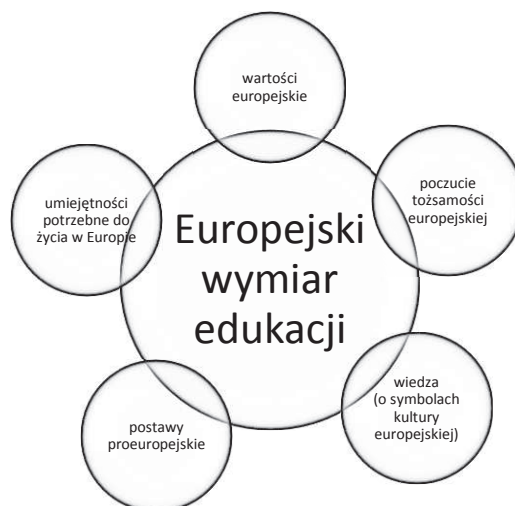 wartości
europejskie
poczucie
tożsamości
europejskiej
wiedza
(o symbolach
kultury
europejskiej)
postawy
proeuropejskie
umiejętności
potrzebne do
życia w Europie
Europejski
wymiar
edukacji